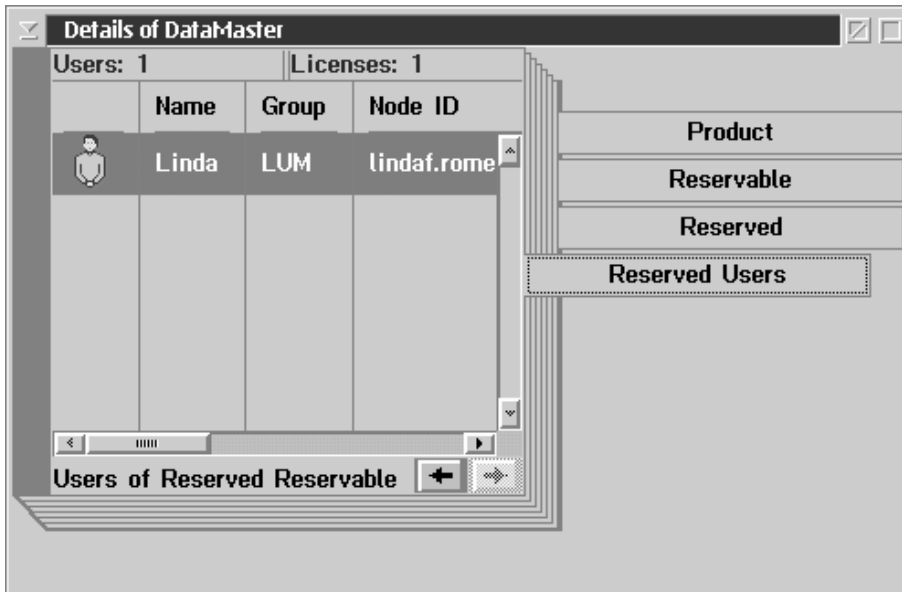 Details of DataMaster
Users: 1 Licenses: 1
Name Group Node ID
Linda LUM lindaf.rome
Users of Reserved Reservable
Product
Reservable
Reserved
Reserved Users